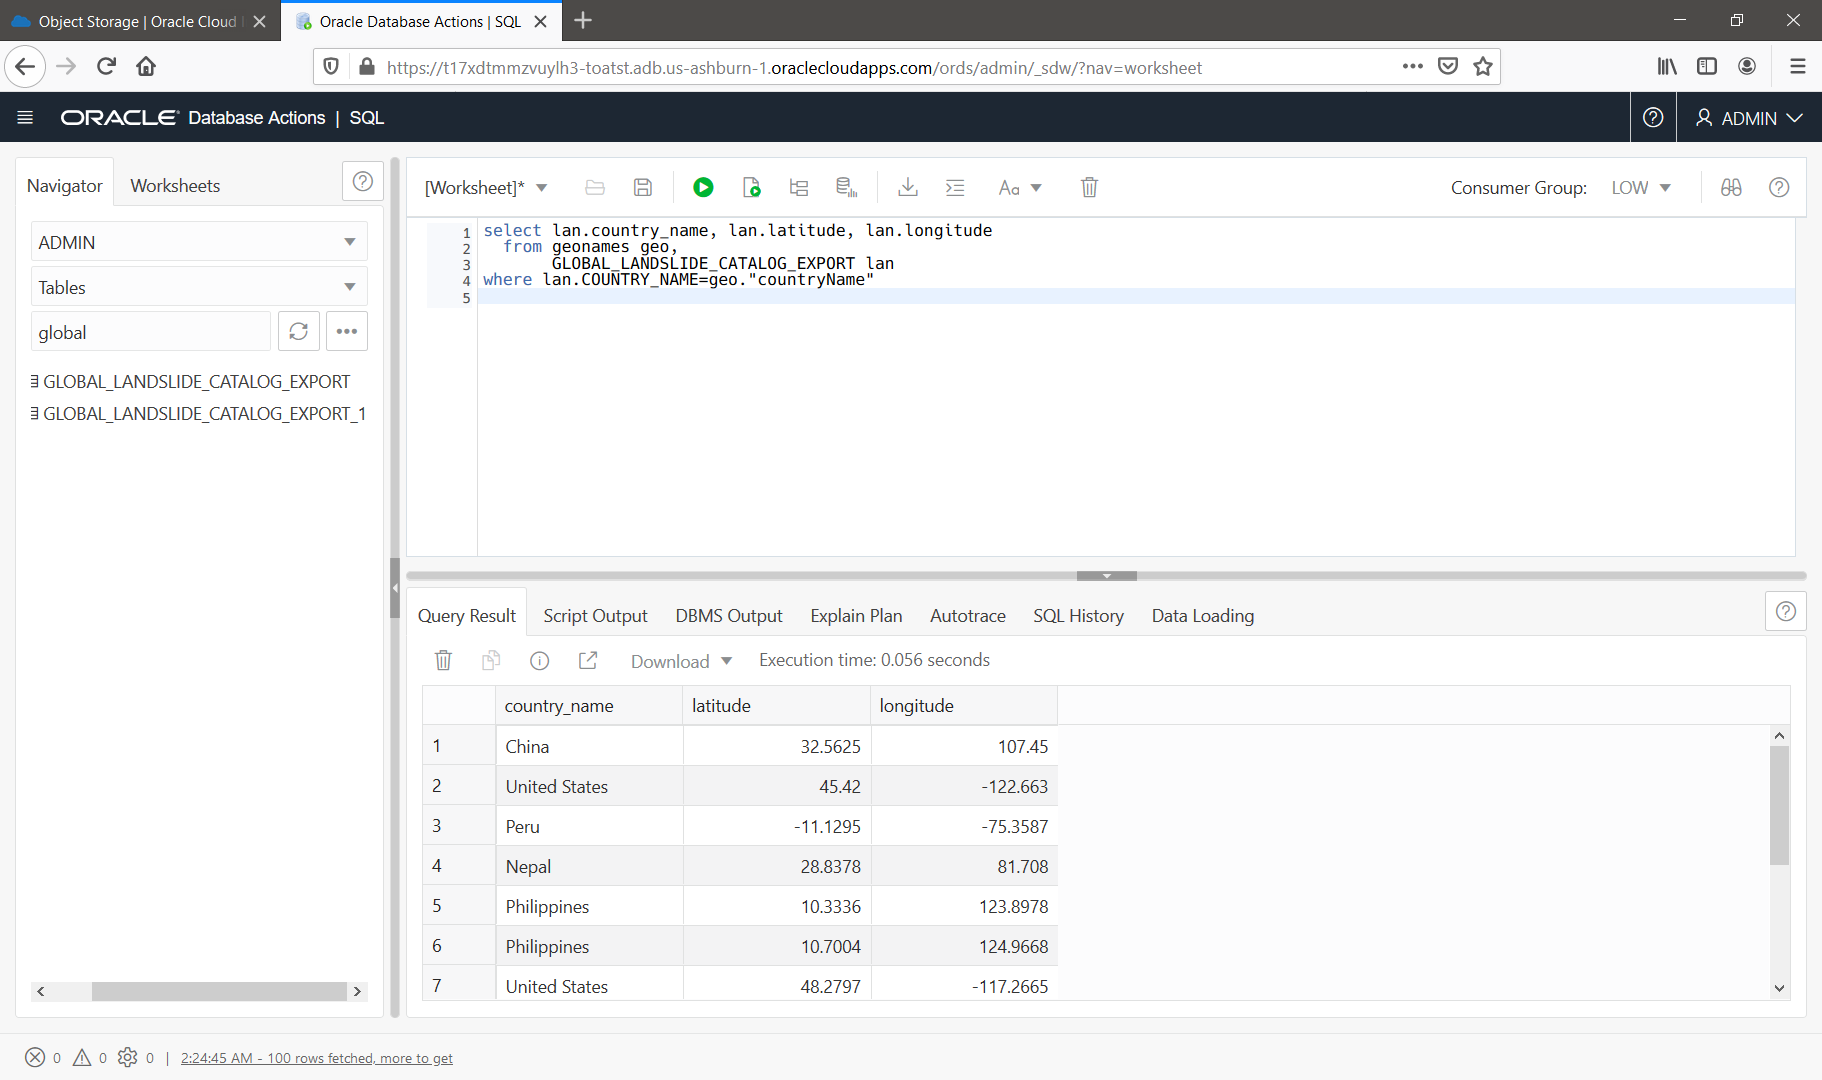 Object Storage | Oracle Cloud
Oracle Database Actions | SQL
https://t17xdtmmzvuylh3-toatst.adb.us-ashburn-1.oraclecloudapps.com/ords/admin/_sdw/?nav=worksheet
ORACLE Database Actions | SQL
ADMIN
Navigator
Worksheets
[Worksheet]*
Aa
Consumer Group: LOW
ADMIN
Tables
global
GLOBAL_LANDSLIDE_CATALOG_EXPORT
GLOBAL_LANDSLIDE_CATALOG_EXPORT_1
1 select lan.country_name, lan.latitude, lan.longitude
2 from geonames geo,
3 GLOBAL_LANDSLIDE_CATALOG_EXPORT lan
4 where lan.COUNTRY_NAME=geo."countryName"
5
Query Result Script Output DBMS Output Explain Plan Autotrace SQL History Data Loading
Download Execution time: 0.056 seconds
country_name latitude longitude
1 China 32.5625 107.45
2 United States 45.42 -122.663
3 Peru -11.1295 -75.3587
4 Nepal 28.8378 81.708
5 Philippines 10.3336 123.8978
6 Philippines 10.7004 124.9668
7 United States 48.2797 -117.2665
0 0 0 | 2:24:45 AM - 100 rows fetched, more to get